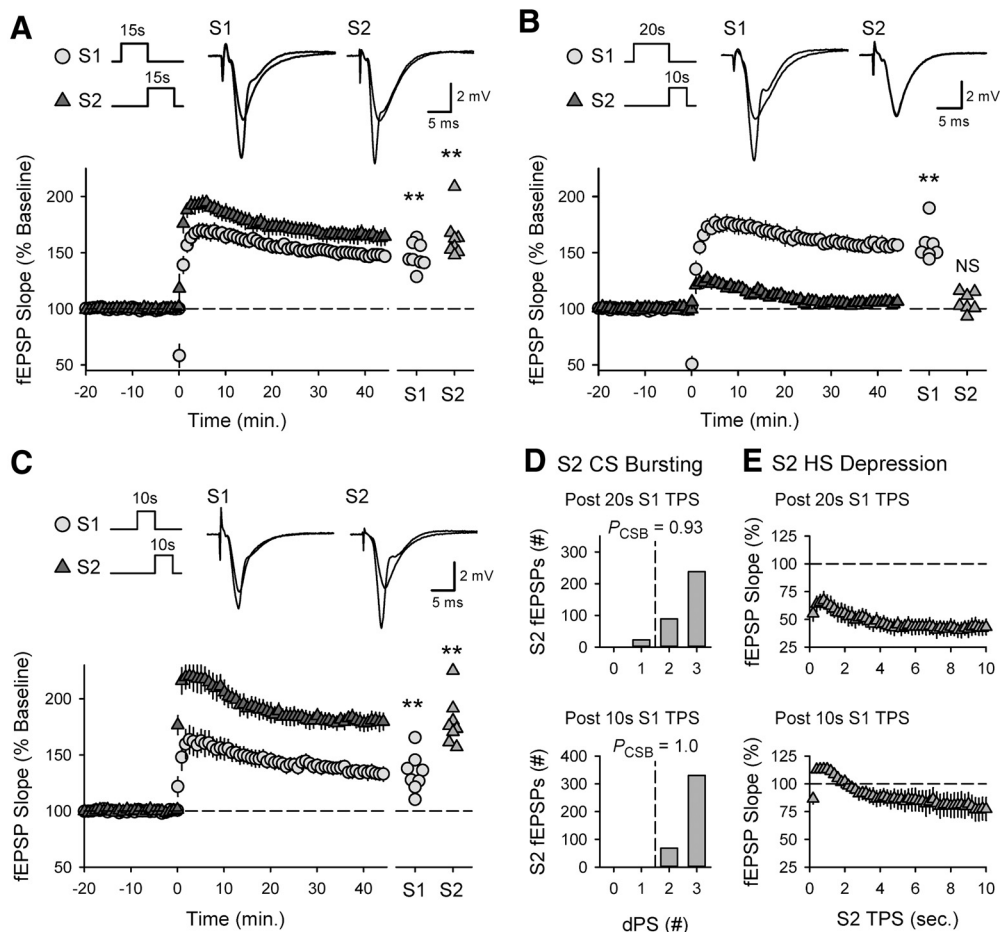 A
15s
S1
15s
S2
S1
S2
2 mV
5 ms
**
**
fEPSP Slope (% Baseline)
200
150
100
50
-20 -10 0 10 20 30 40 S1 S2
Time (min.)
B
20s
S1
10s
S2
S1
S2
2 mV
5 ms
**
NS
fEPSP Slope (% Baseline)
200
150
100
50
-20 -10 0 10 20 30 40 S1 S2
Time (min.)
C
10s
S1
10s
S2
S1
S2
2 mV
5 ms
**
**
fEPSP Slope (% Baseline)
200
150
100
50
-20 -10 0 10 20 30 40 S1 S2
Time (min.)
D S2 CS Bursting
Post 20s S1 TPS
PCSB = 0.93
S2 fEPSPs (#)
300
200
100
0
0 1 2 3
Post 10s S1 TPS
PCSB = 1.0
S2 fEPSPs (#)
400
300
200
100
0
0 1 2 3
dPS (#)
E S2 HS Depression
Post 20s S1 TPS
fEPSP Slope (%)
125
100
75
50
25
0 2 4 6 8 10
Post 10s S1 TPS
fEPSP Slope (%)
125
100
75
50
25
0 2 4 6 8 10
S2 TPS (sec.)